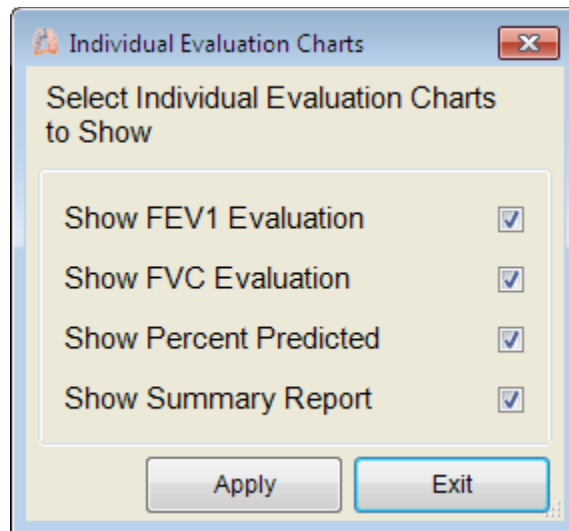 Individual Evaluation Charts
Select Individual Evaluation Charts
to Show
Show FEV1 Evaluation
Show FVC Evaluation
Show Percent Predicted
Show Summary Report
Apply
Exit